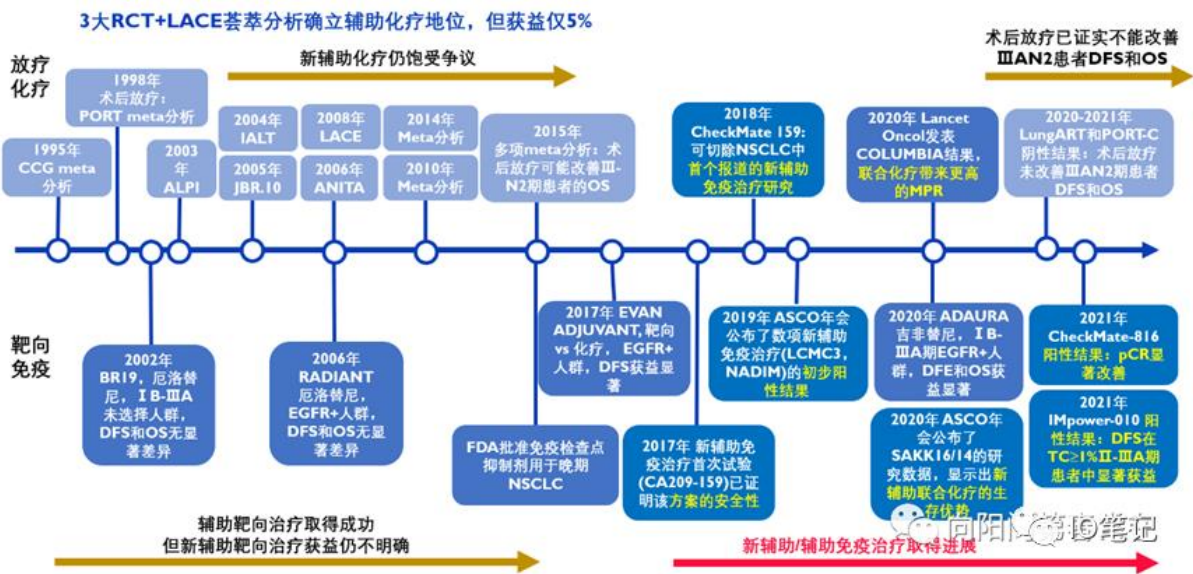 3大RCT+LACE荟萃分析确立辅助化疗地位，但获益仅5%
新辅助化疗仍饱受争议
术后放疗已证实不能改善
ⅢAN2患者DFS和OS
放疗
化疗
1995年
CCG meta
分析
1998年
术后放疗：
PORT meta分析
2003
年
ALPI
2004年
IALT
2005年
JBR.10
2008年
LACE
2006年
ANITA
2014年
Meta分析
2010年
Meta分析
2015年
多项meta分析：术
后放疗可能改善Ⅲ-
N2期患者的OS
2018年
CheckMate 159:
可切除NSCLC中
首个报道的新辅助
免疫治疗研究
2020年 Lancet
Oncol发表
COLUMBIA结果，
联合化疗带来更高
的MPR
2020-2021年
LungART和PORT-C
阴性结果：术后放疗
未改善ⅢAN2期患者
DFS和OS
靶向
免疫
2002年
BR19，厄洛替
尼，ⅠB-ⅢA
未选择人群，
DFS和OS无显
著差异
2006年
RADIANT
厄洛替尼，
EGFR+人群，
DFS和OS无显
著差异
FDA批准免疫检查点
抑制剂用于晚期
NSCLC
2017年 EVAN
ADJUVANT, 靶向
vs 化疗， EGFR+
人群，DFS获益显
著
2017年 新辅助免
疫治疗首次试验
(CA209-159)已证
明该方案的安全性
2019年 ASCO年会
公布了数项新辅助
免疫治疗(LCMC3，
NADIM)的初步阳
性结果
2020年 ADAURA
吉非替尼，ⅠB-
ⅢA期EGFR+人
群，DFE和OS获
益显著
2020年 ASCO年
会公布了
SAKK16/14的研
究数据，显示出新
辅助联合化疗的生
存优势
2021年
CheckMate-816
阳性结果：pCR显
著改善
2021年
IMpower-010 阳
性结果：DFS在
TC≥1%Ⅱ-ⅢA期
患者中显著获益
辅助靶向治疗取得成功
但新辅助靶向治疗获益仍不明确
新辅助/辅助免疫治疗取得进展
笔记